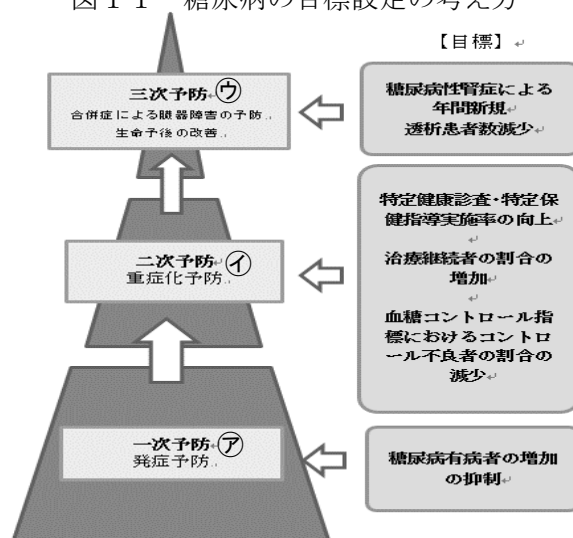 図11 糖尿病の目標設定の考え方
【目標】
三次予防 ㋒
合併症による臓器障害の予防
生命予後の改善
糖尿病性腎症による
年間新規
透析患者数減少
二次予防 ㋑
重症化予防
特定健康診査・特定保
健指導実施率の向上
治療継続者の割合の
増加
血糖コントロール指
標におけるコントロ
ール不良者の割合の
減少
一次予防 ㋐
発症予防
糖尿病有病者の増加
の抑制